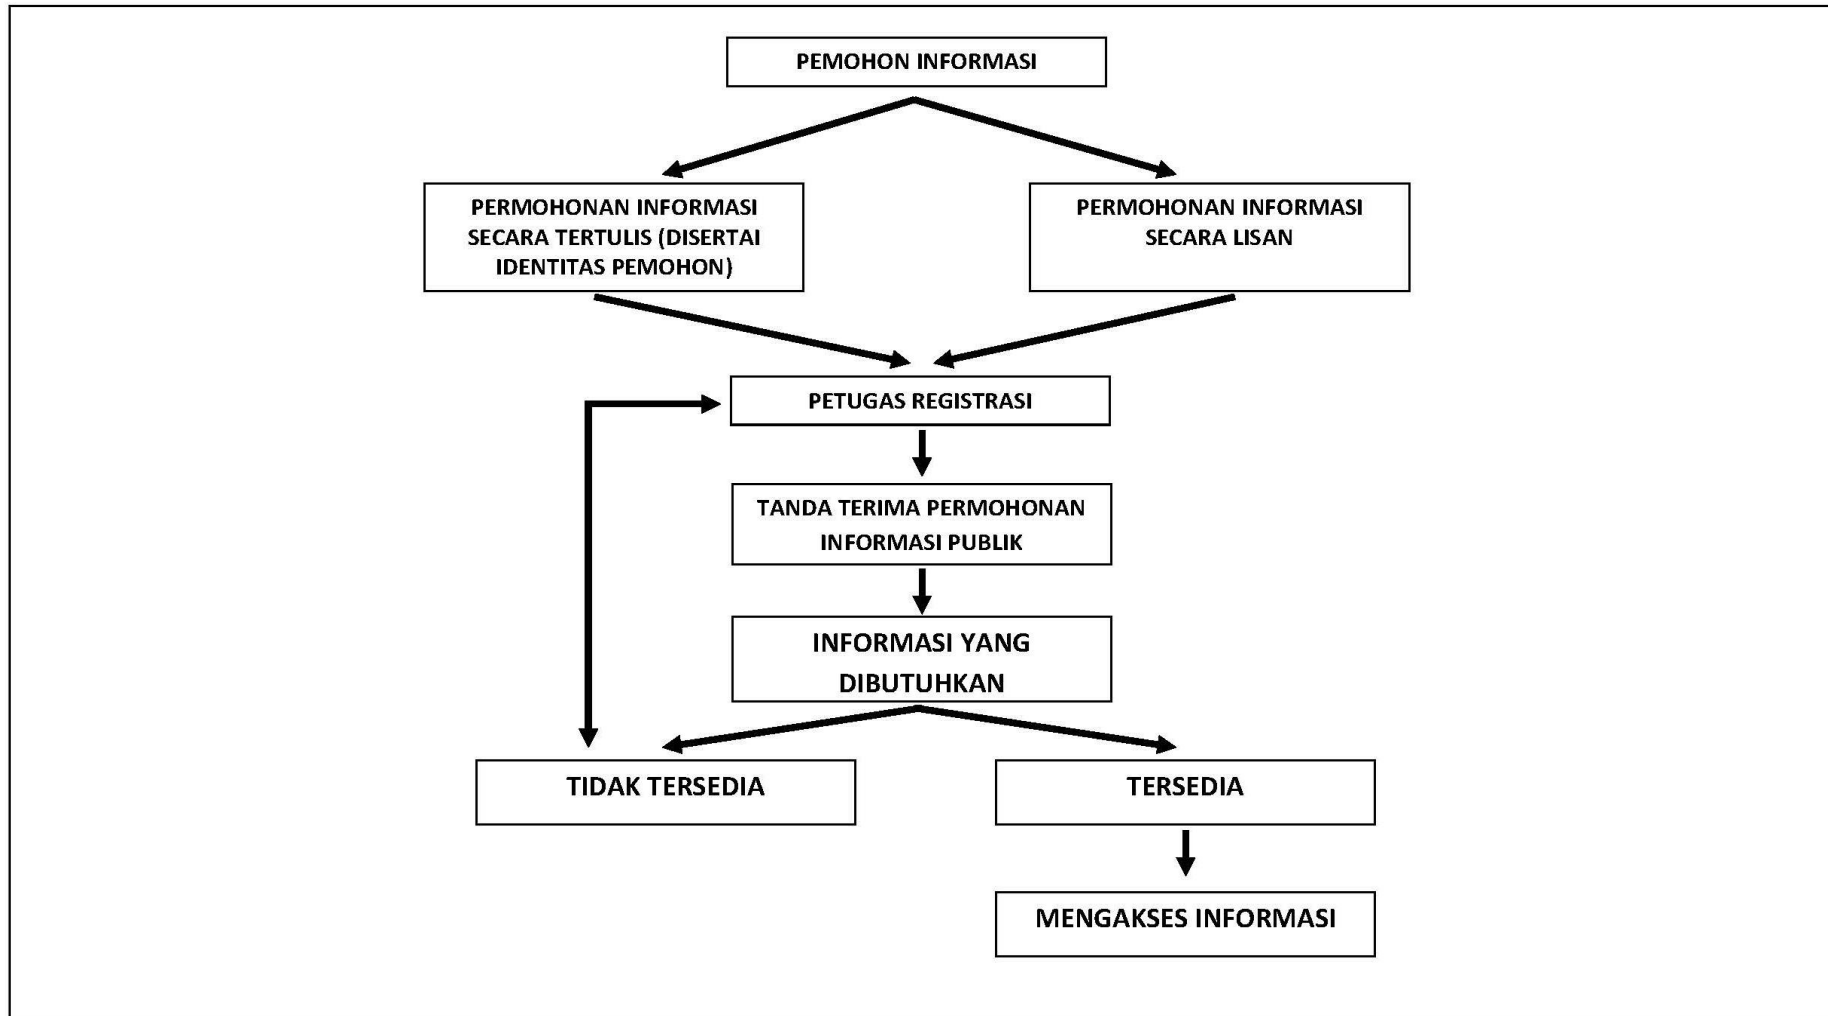 PEMOHON INFORMASI
PERMOHONAN INFORMASI
SECARA TERTULIS (DISERTAI
IDENTITAS PEMOHON)
PERMOHONAN INFORMASI
SECARA LISAN
PETUGAS REGISTRASI
TANDA TERIMA PERMOHONAN
INFORMASI PUBLIK
INFORMASI YANG
DIBUTUHKAN
TIDAK TERSEDIA
TERSEDIA
MENGAKSES INFORMASI